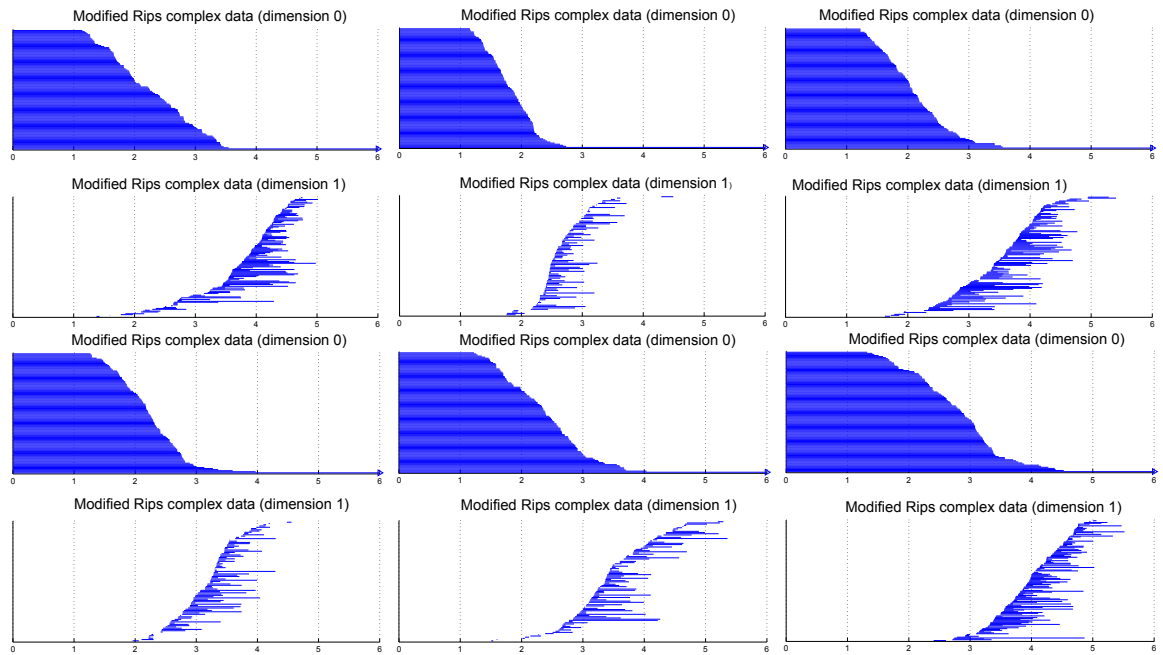 Modified Rips complex data (dimension 0)
Modified Rips complex data (dimension 0)
Modified Rips complex data (dimension 0)
0 1 2 3 4 5 6
0 1 2 3 4 5 6
0 1 2 3 4 5 6
Modified Rips complex data (dimension 1)
Modified Rips complex data (dimension 1)
Modified Rips complex data (dimension 1)
0 1 2 3 4 5 6
0 1 2 3 4 5 6
0 1 2 3 4 5 6
Modified Rips complex data (dimension 0)
Modified Rips complex data (dimension 0)
Modified Rips complex data (dimension 0)
0 1 2 3 4 5 6
0 1 2 3 4 5 6
0 1 2 3 4 5 6
Modified Rips complex data (dimension 1)
Modified Rips complex data (dimension 1)
Modified Rips complex data (dimension 1)
0 1 2 3 4 5 6
0 1 2 3 4 5 6
0 1 2 3 4 5 6